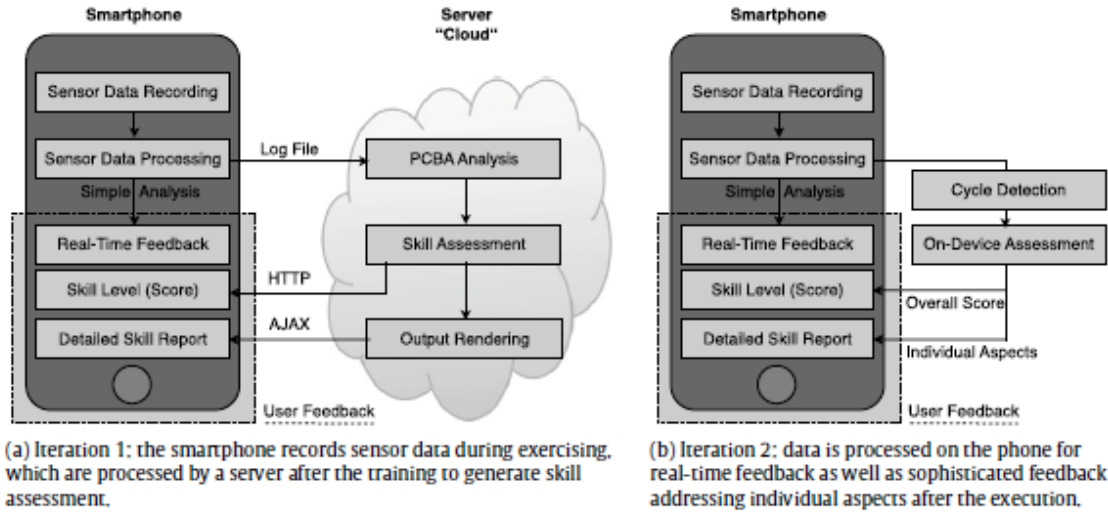 Smartphone
Server
"Cloud"
Sensor Data Recording
Sensor Data Processing
Log File
PCBA Analysis
Simple Analysis
Real-Time Feedback
Skill Assessment
HTTP
Skill Level (Score)
AJAX
Detailed Skill Report
Output Rendering
User Feedback
(a) Iteration 1: the smartphone records sensor data during exercising,
which are processed by a server after the training to generate skill
assessment.
Smartphone
Sensor Data Recording
Sensor Data Processing
Simple Analysis
Cycle Detection
Real-Time Feedback
On-Device Assessment
Skill Level (Score)
Overall Score
Detailed Skill Report
Individual Aspects
User Feedback
(b) Iteration 2: data is processed on the phone for
real-time feedback as well as sophisticated feedback
addressing individual aspects after the execution.